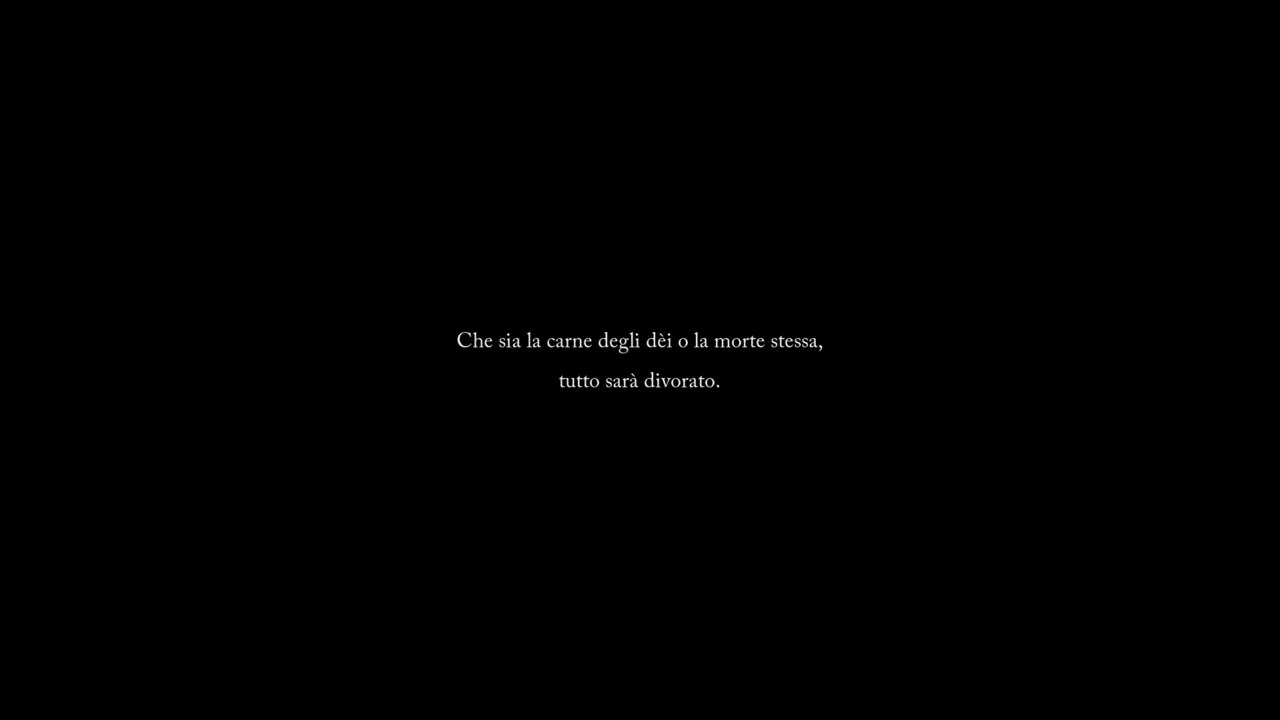 Che sia la carne degli dèi o la morte stessa,
tutto sarà divorato.